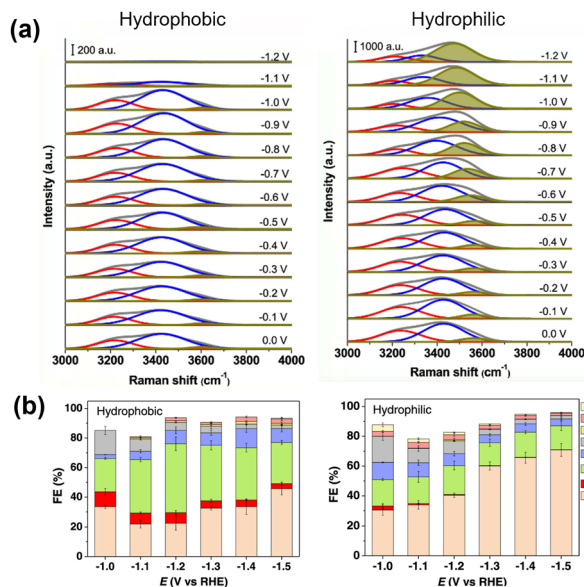 (a)
Hydrophobic
Hydrophilic
200 a.u.
-1.2 V
-1.1 V
-1.0 V
-0.9 V
-0.8 V
-0.7 V
-0.6 V
-0.5 V
-0.4 V
-0.3 V
-0.2 V
-0.1 V
0.0 V
Intensity (a.u.)
3000 3200 3400 3600 3800 4000
Raman shift (cm⁻¹)
1000 a.u.
-1.2 V
-1.1 V
-1.0 V
-0.9 V
-0.8 V
-0.7 V
-0.6 V
-0.5 V
-0.4 V
-0.3 V
-0.2 V
-0.1 V
0.0 V
Intensity (a.u.)
3000 3200 3400 3600 3800 4000
Raman shift (cm⁻¹)
(b)
Hydrophobic
100
80
60
40
20
0
FE (%)
-1.0 -1.1 -1.2 -1.3 -1.4 -1.5
E (V vs RHE)
Hydrophilic
100
80
60
40
20
0
FE (%)
-1.0 -1.1 -1.2 -1.3 -1.4 -1.5
E (V vs RHE)